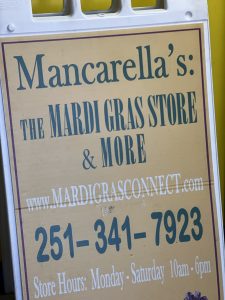 Mancarella's:
THE MARDI GRAS STORE
& MORE
www.MARDIGRASCONNECT.com
251-341-7923
Store Hours: Monday - Saturday 10am - 6pm